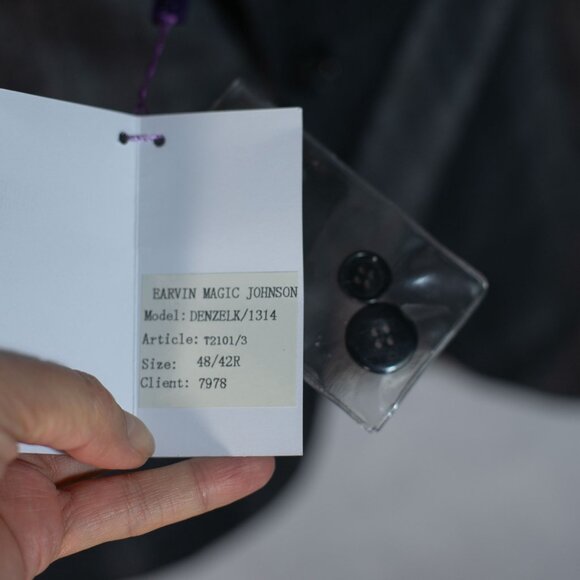 EARVIN MAGIC JOHNSON
Model: DENZELK/1314
Article: T2101/3
Size: 48/42R
Client: 7978